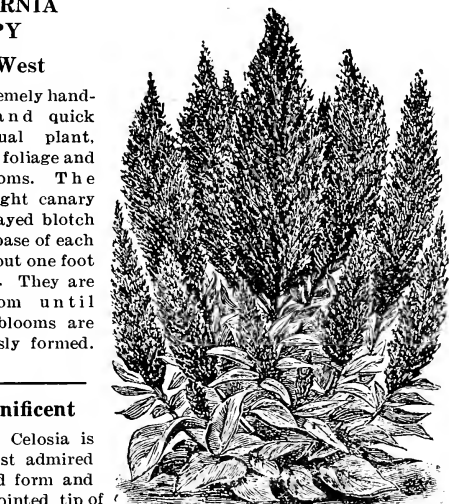 RNIA
PY
West
emely hand-
and quick
ual plant,
foliage and
oms. The
ght canary
ayed blotch
base of each
out one foot
. They are
om until
blooms are
sly formed.
nificent
Celosia is
st admired
d form and
ointed tip of